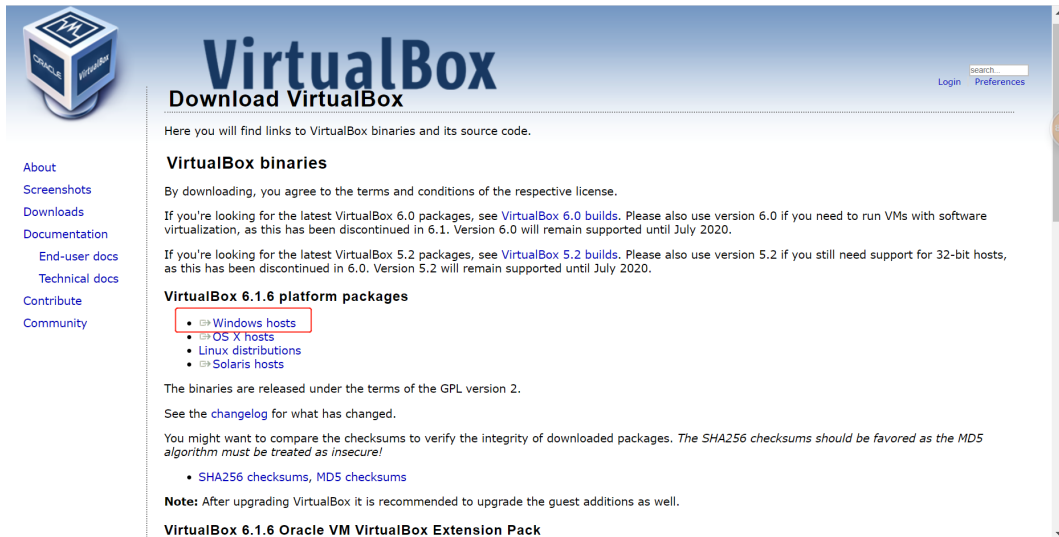 ORACLE
VirtualBox
VirtualBox
search...
Login Preferences
Download VirtualBox
Here you will find links to VirtualBox binaries and its source code.
About
Screenshots
Downloads
Documentation
End-user docs
Technical docs
Contribute
Community
VirtualBox binaries
By downloading, you agree to the terms and conditions of the respective license.
If you're looking for the latest VirtualBox 6.0 packages, see VirtualBox 6.0 builds. Please also use version 6.0 if you need to run VMs with software
virtualization, as this has been discontinued in 6.1. Version 6.0 will remain supported until July 2020.
If you're looking for the latest VirtualBox 5.2 packages, see VirtualBox 5.2 builds. Please also use version 5.2 if you still need support for 32-bit hosts,
as this has been discontinued in 6.0. Version 5.2 will remain supported until July 2020.
VirtualBox 6.1.6 platform packages
• Windows hosts
• OS X hosts
• Linux distributions
• Solaris hosts
The binaries are released under the terms of the GPL version 2.
See the changelog for what has changed.
You might want to compare the checksums to verify the integrity of downloaded packages. The SHA256 checksums should be favored as the MD5
algorithm must be treated as insecure!
• SHA256 checksums, MD5 checksums
Note: After upgrading VirtualBox it is recommended to upgrade the guest additions as well.
VirtualBox 6.1.6 Oracle VM VirtualBox Extension Pack